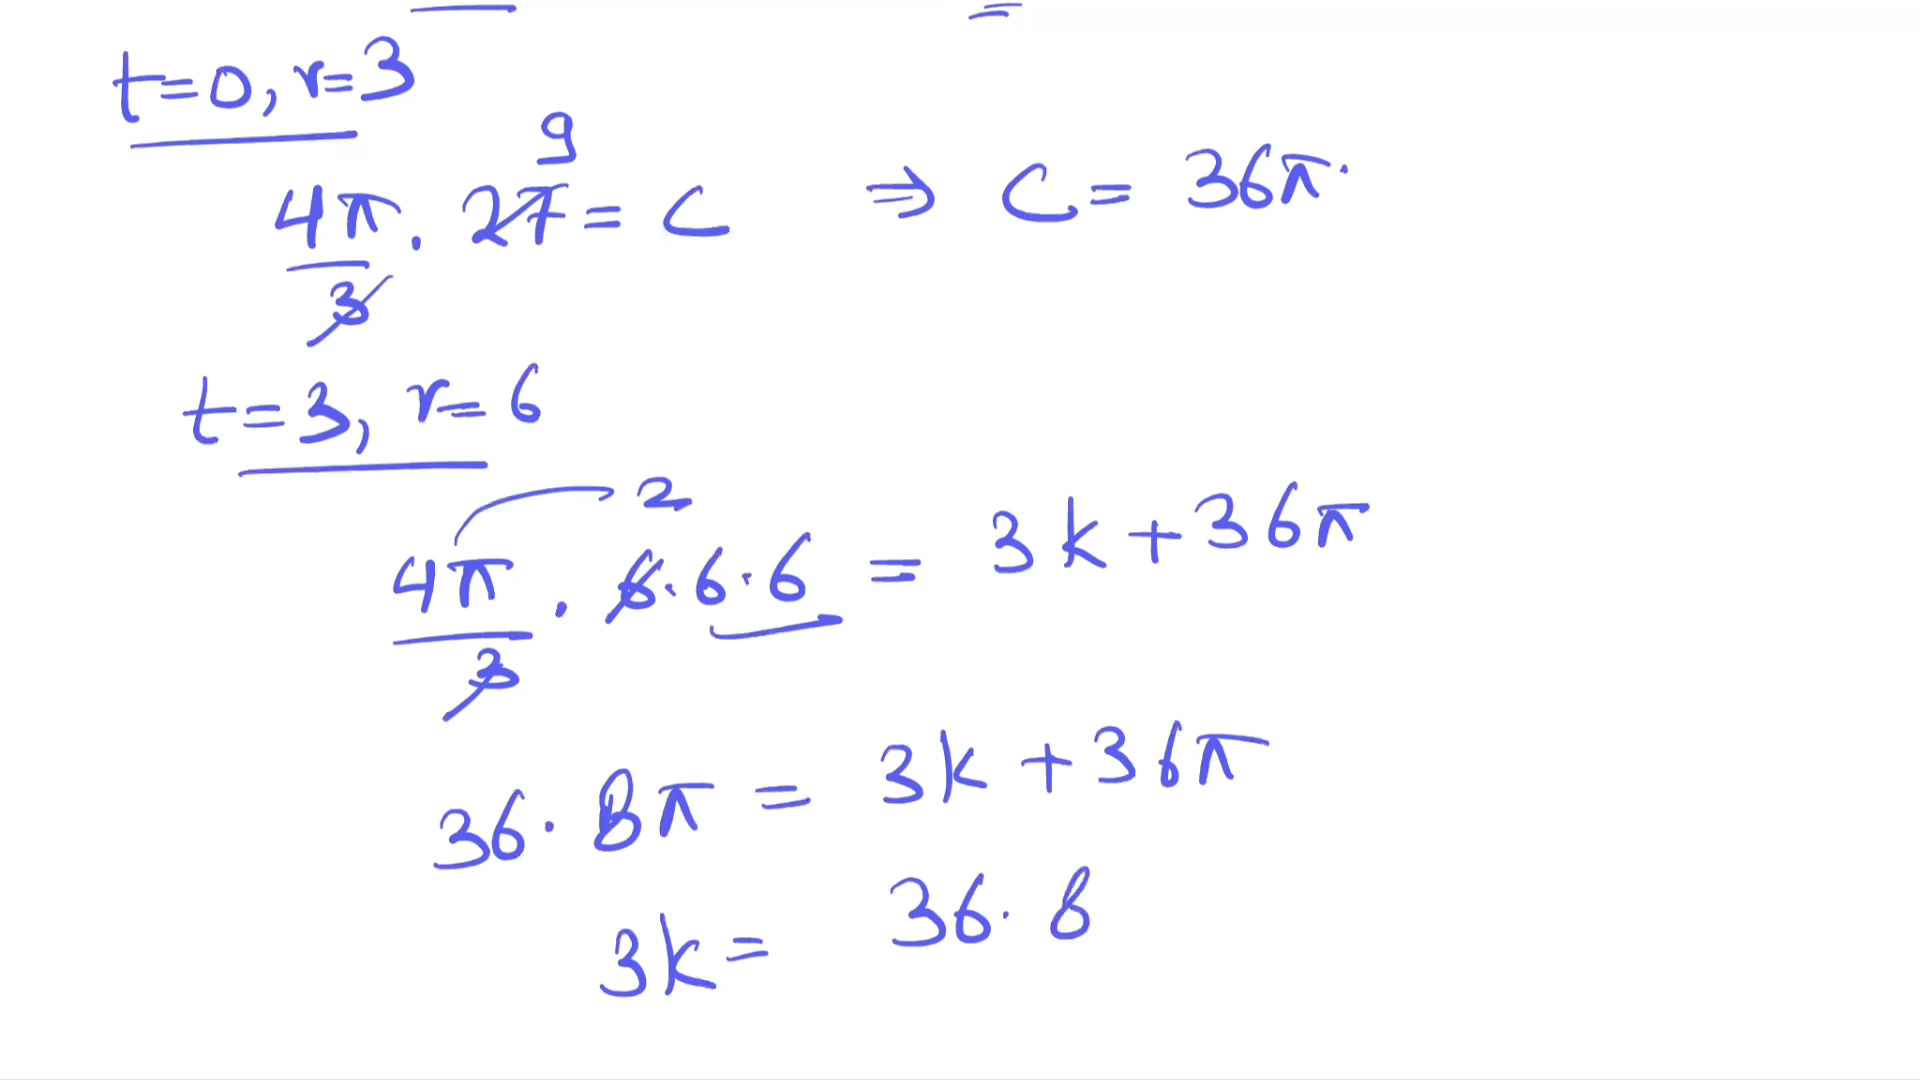 t=0, r=3
4π/3 . 27 = C ⇒ C = 36π.
9
t=3, r=6
2
4π/3 . 6.6.6 = 3k+36π
36.8π = 3k+36π
3k= 36.8